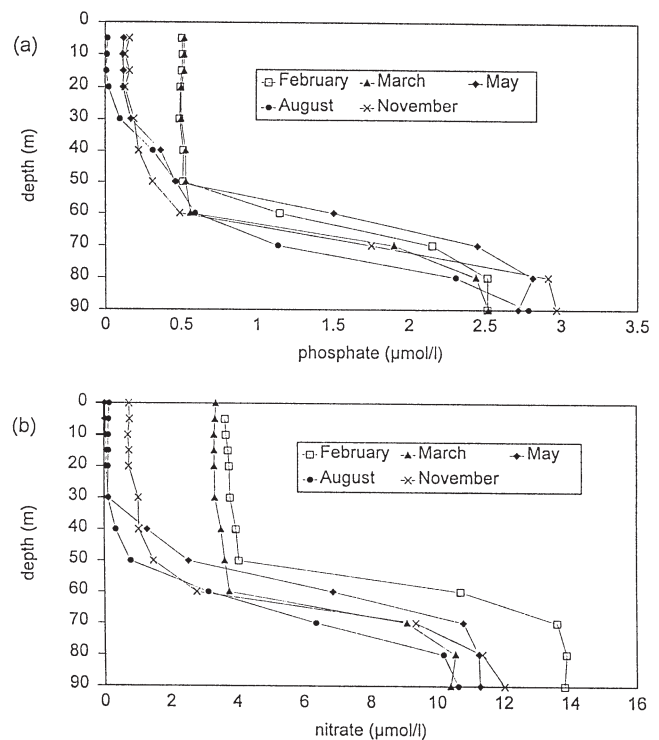 (a)
0
10
20
30
40
50
60
70
80
90
depth (m)
February March May
August November
0 0.5 1 1.5 2 2.5 3 3.5
phosphate (µmol/l)
(b)
0
10
20
30
40
50
60
70
80
90
depth (m)
February March May
August November
0 2 4 6 8 10 12 14 16
nitrate (µmol/l)